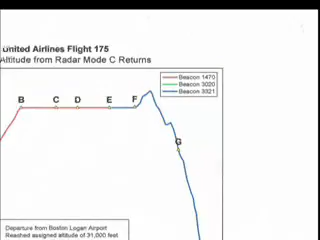 United Airlines Flight 175
Altitude from Radar Mode C Returns
Beacon 1470
Beacon 3020
Beacon 3321
B C D E F
G
Departure from Boston Logan Airport
Reached assigned altitude of 31,000 feet